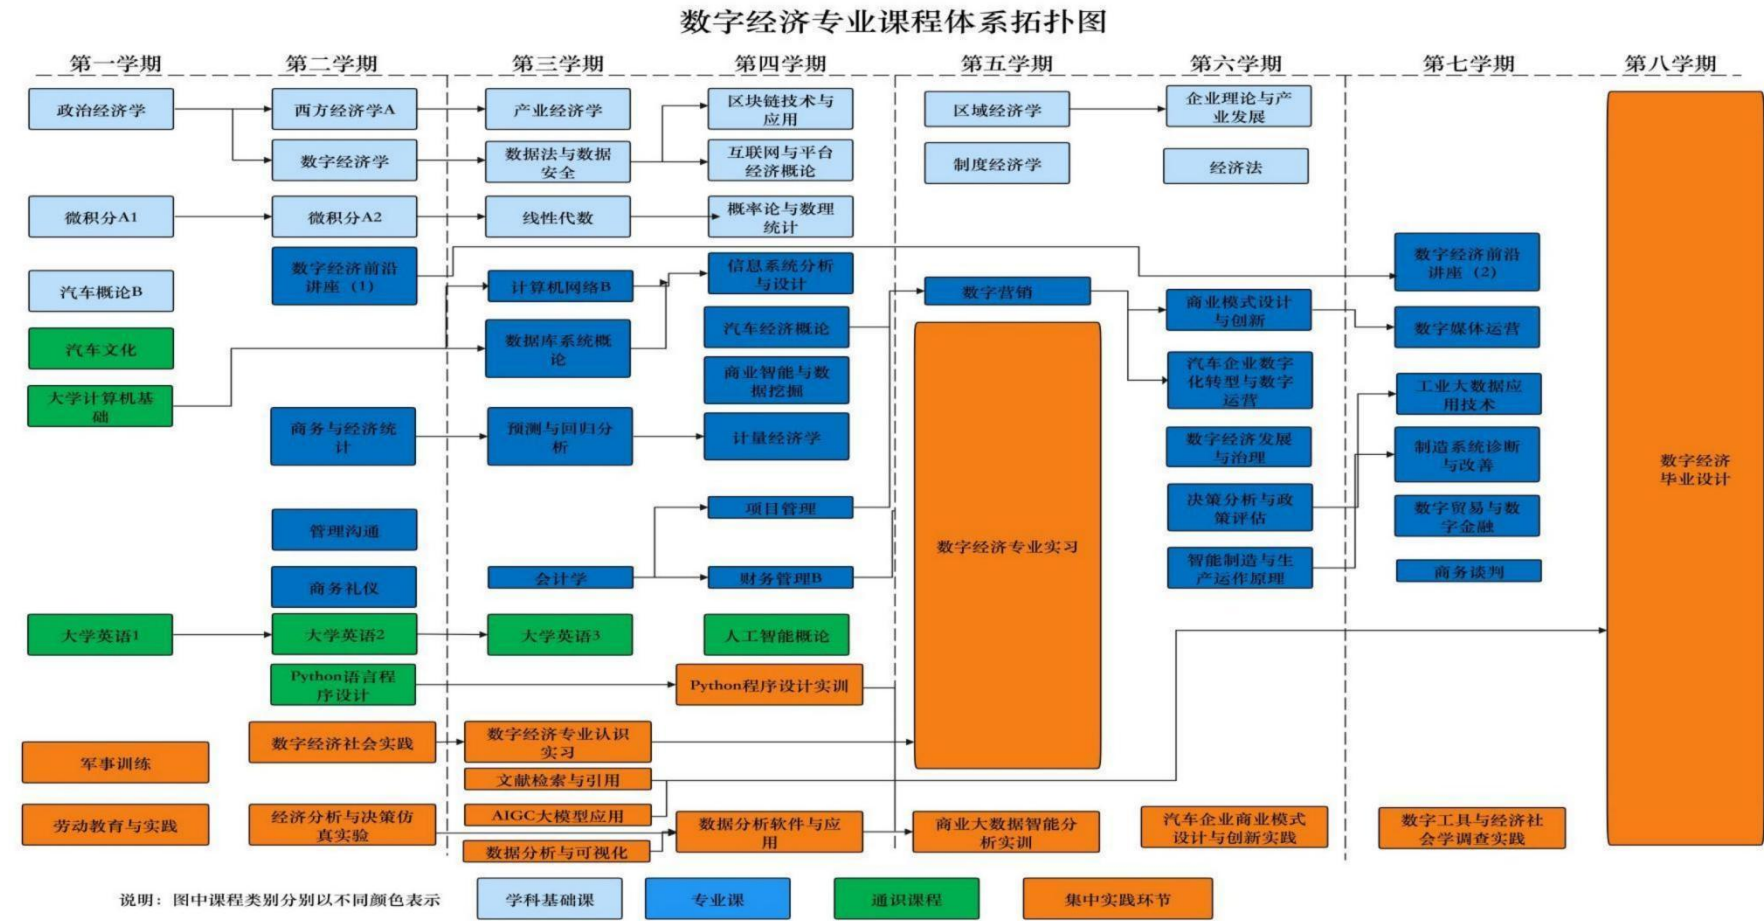 数字经济专业课程体系拓扑图
第一学期
第二学期
第三学期
第四学期
第五学期
第六学期
第七学期
第八学期
政治经济学
西方经济学A
产业经济学
区块链技术与
应用
区域经济学
企业理论与产
业发展
数字经济学
数据法与数据
安全
互联网与平台
经济概论
制度经济学
经济法
微积分A1
微积分A2
线性代数
概率论与数理
统计
数字经济前沿
讲座（1）
信息系统分析
与设计
数字经济前沿
讲座（2）
汽车概论B
计算机网络B
数字营销
商业模式设计
与创新
数字媒体运营
汽车文化
数据库系统概
论
汽车经济概论
大学计算机基
础
商业智能与数
据挖掘
汽车企业数字
化转型与数字
运营
工业大数据应
用技术
商务与经济统
计
预测与回归分
析
计量经济学
数字经济发展
与治理
制造系统诊断
与改善
数字经济
毕业设计
管理沟通
项目管理
决策分析与政
策评估
数字贸易与数
字金融
数字经济专业实习
商务礼仪
会计学
财务管理B
智能制造与生
产运作原理
商务谈判
大学英语1
大学英语2
大学英语3
人工智能概论
Python语言程
序设计
Python程序设计实训
军事训练
数字经济社会实践
数字经济专业认识
实习
文献检索与引用
劳动教育与实践
经济分析与决策仿
真实验
AIGC大模型应用
数据分析与可视化
数据分析软件与应
用
商业大数据智能分
析实训
汽车企业商业模式
设计与创新实践
数字工具与经济社
会学调查实践
说明：图中课程类别分别以不同颜色表示
学科基础课
专业课
通识课程
集中实践环节